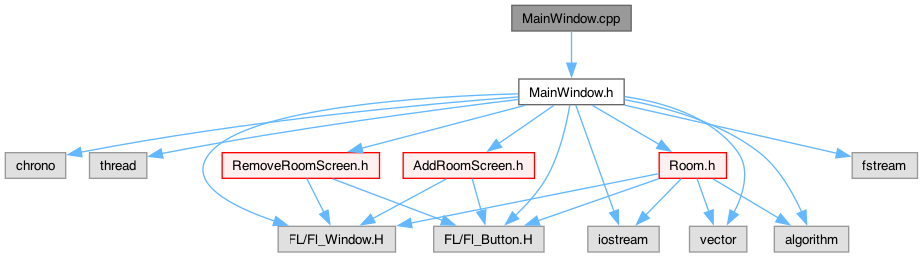 MainWindow.cpp
MainWindow.h
chrono
thread
RemoveRoomScreen.h
AddRoomScreen.h
Room.h
fstream
FL/Fl_Window.H
FL/Fl_Button.H
iostream
vector
algorithm